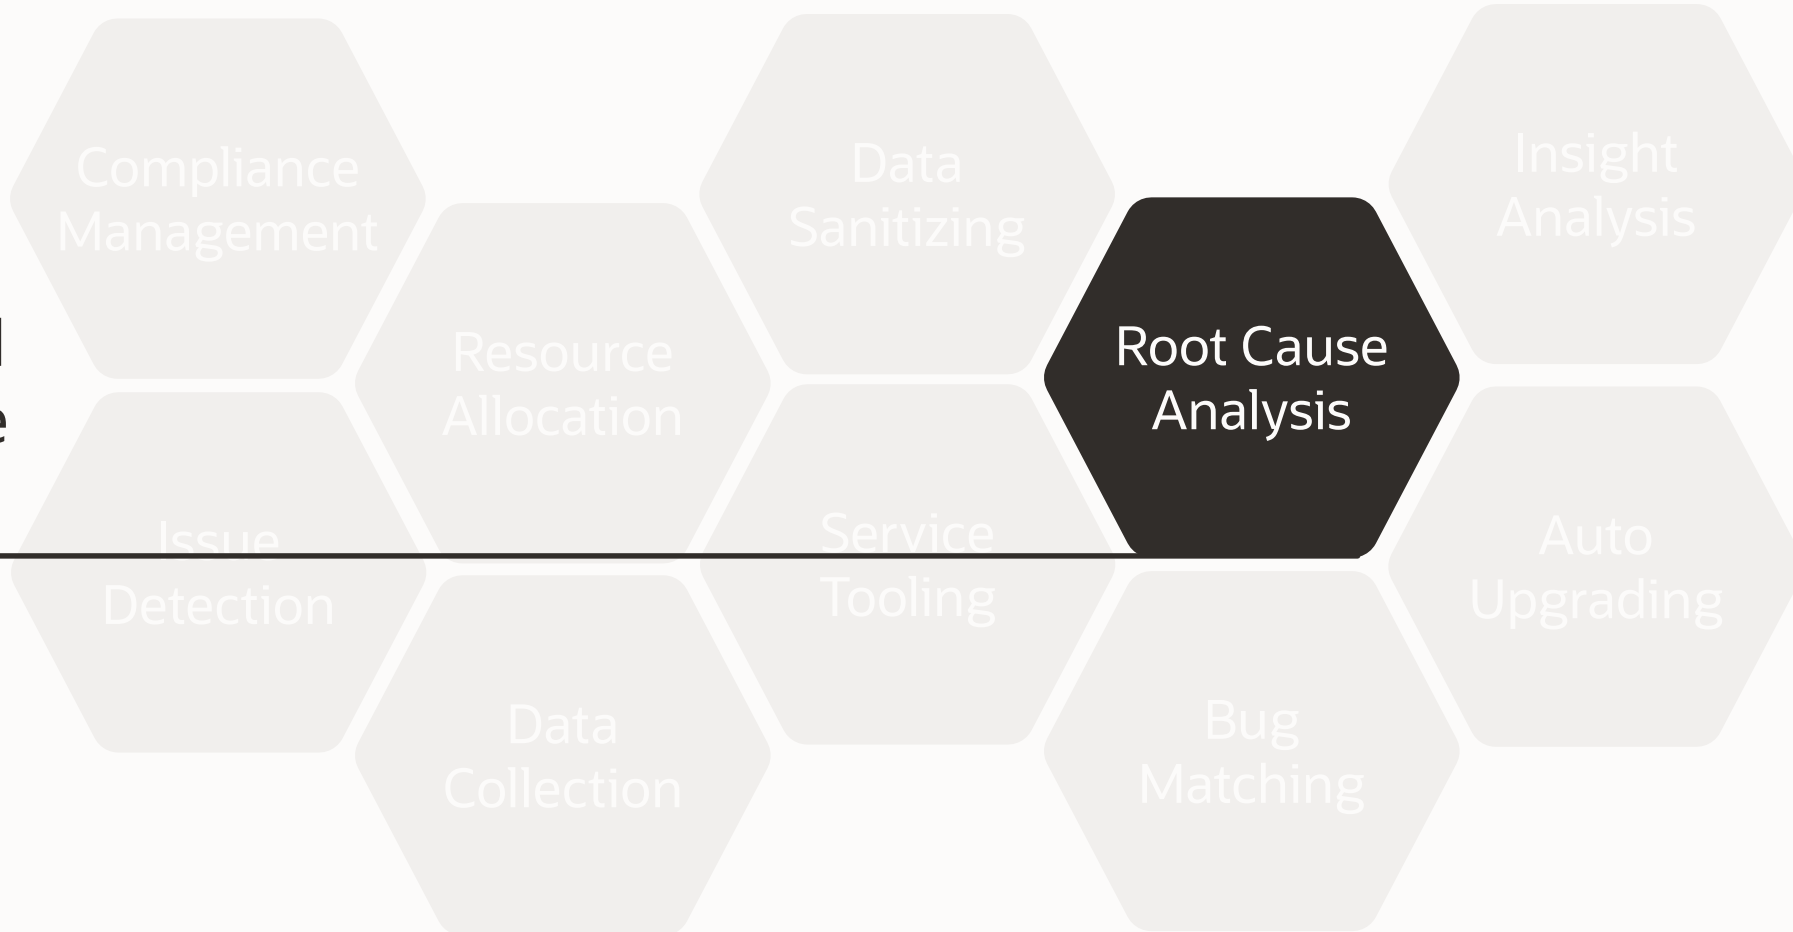 Compliance
Management
Data
Sanitizing
Insight
Analysis
Resource
Allocation
Root Cause
Analysis
Issue
Detection
Service
Tooling
Auto
Upgrading
Data
Collection
Bug
Matching